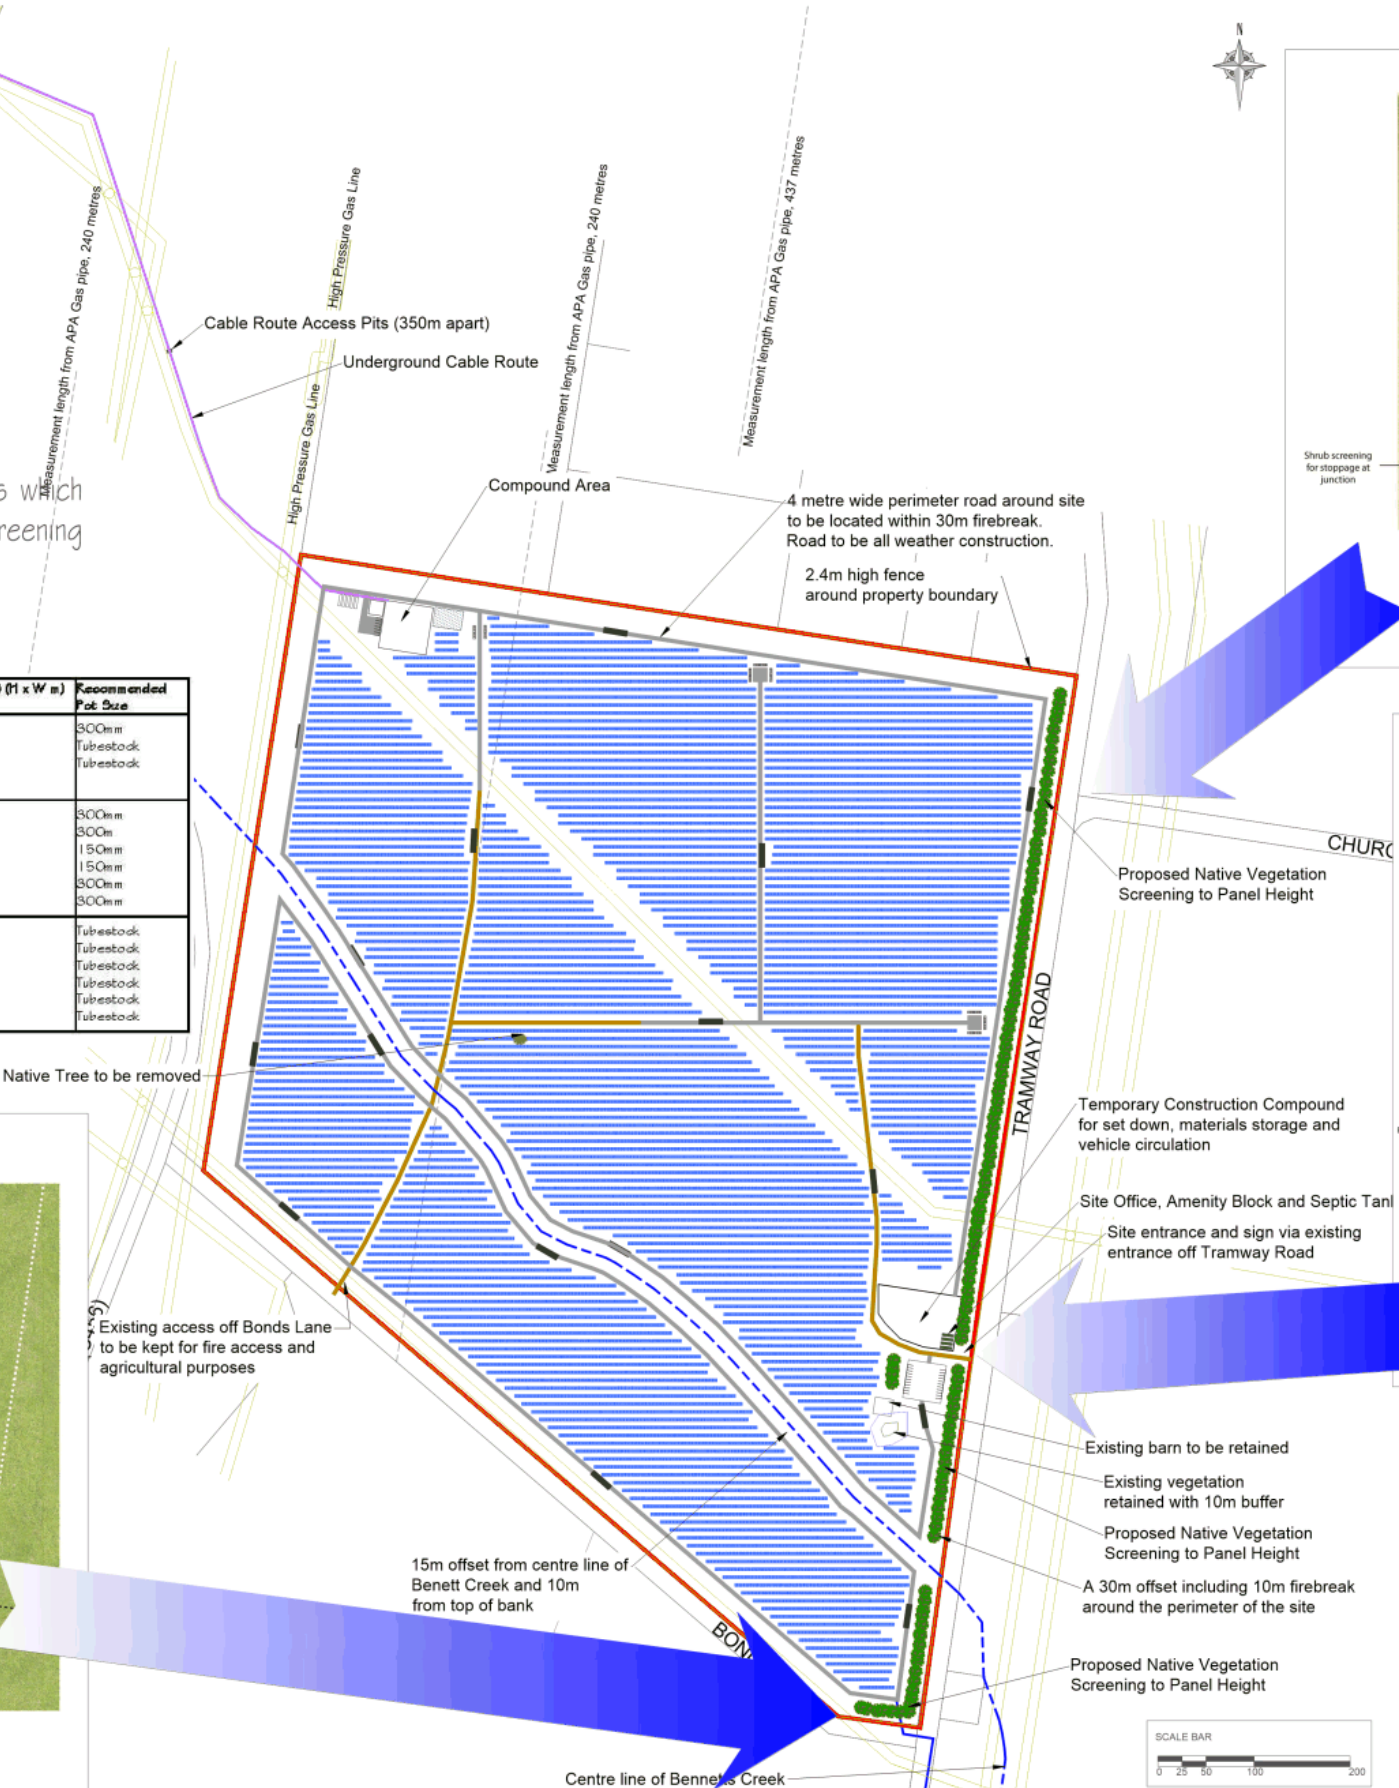 N
Measurement length from APA Gas pipe, 240 metres
High Pressure Gas Line
High Pressure Gas Line
Measurement length from APA Gas pipe, 240 metres
Measurement length from APA Gas pipe, 437 metres
Cable Route Access Pits (350m apart)
Underground Cable Route
Shrub screening
for stoppage at
junction
which
reening
Compound Area
4 metre wide perimeter road around site
to be located within 30m firebreak.
Road to be all weather construction.
2.4m high fence
around property boundary
(H x W m) Recommended
Pot Size
300mm
Tubestock
Tubestock
300mm
300m
150mm
150mm
300mm
300mm
Tubestock
Tubestock
Tubestock
Tubestock
Tubestock
Tubestock
CHURC
Proposed Native Vegetation
Screening to Panel Height
TRAMWAY ROAD
Native Tree to be removed
Temporary Construction Compound
for set down, materials storage and
vehicle circulation
Site Office, Amenity Block and Septic Tank
Site entrance and sign via existing
entrance off Tramway Road
Existing access off Bonds Lane
to be kept for fire access and
agricultural purposes
Existing barn to be retained
Existing vegetation
retained with 10m buffer
Proposed Native Vegetation
Screening to Panel Height
15m offset from centre line of
Benett Creek and 10m
from top of bank
A 30m offset including 10m firebreak
around the perimeter of the site
BON
Proposed Native Vegetation
Screening to Panel Height
Centre line of Bennetts Creek
SCALE BAR
0 25 50 100 200